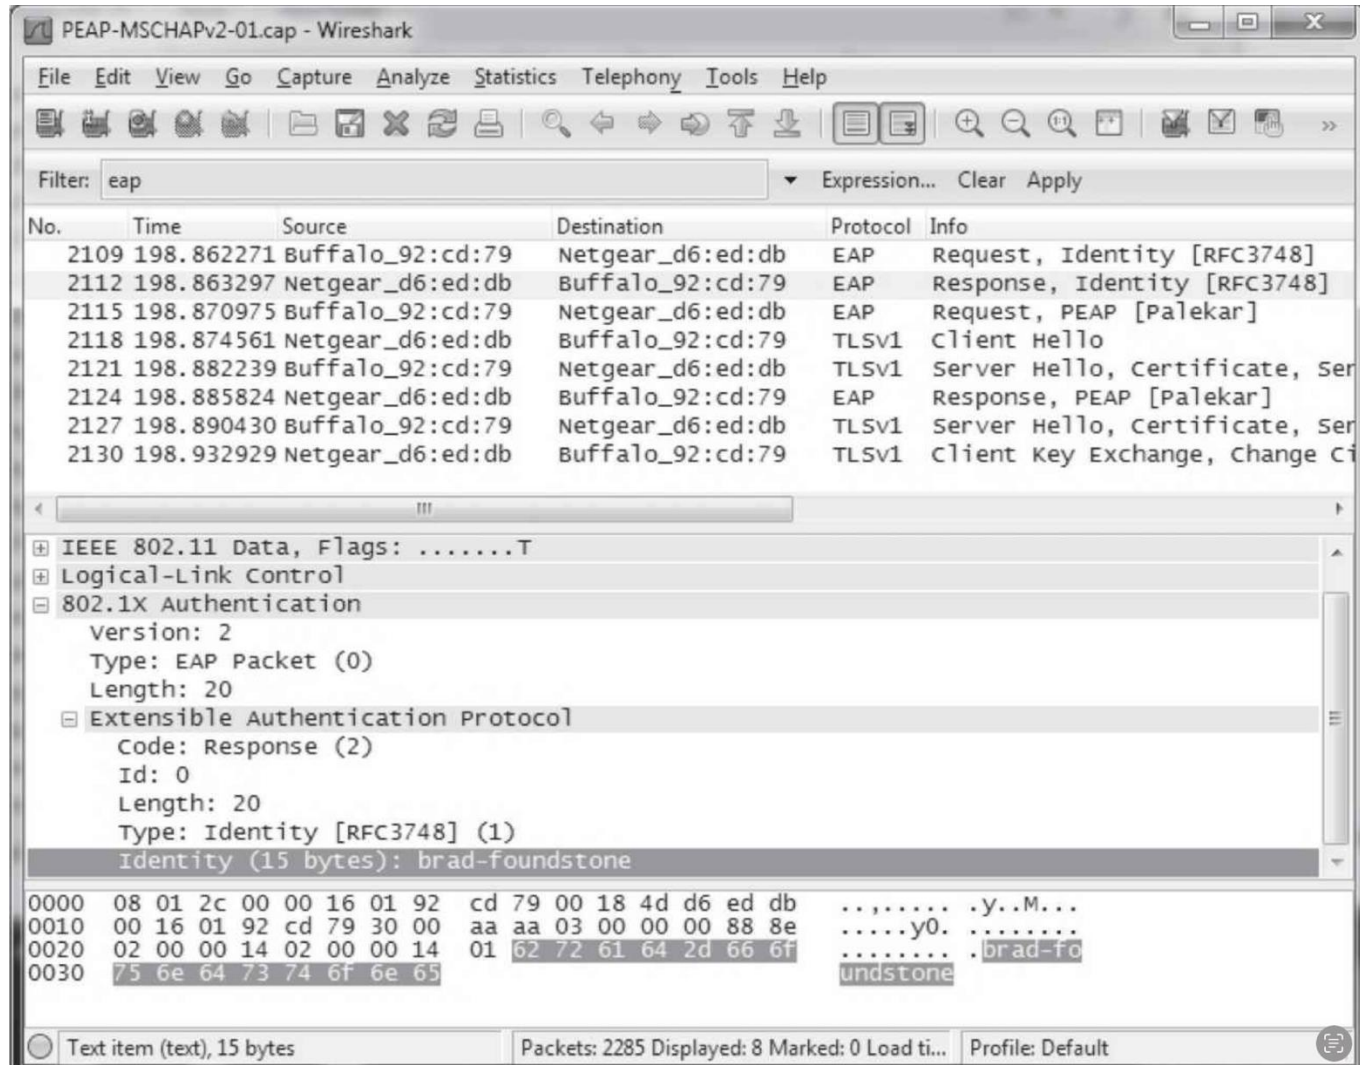 PEAP-MSCHAPv2-01.cap - Wireshark
File Edit View Go Capture Analyze Statistics Telephony Tools Help
Filter: eap Expression... Clear Apply
No. Time Source Destination Protocol Info
2109 198.862271 Buffalo_92:cd:79 Netgear_d6:ed:db EAP Request, Identity [RFC3748]
2112 198.863297 Netgear_d6:ed:db Buffalo_92:cd:79 EAP Response, Identity [RFC3748]
2115 198.870975 Buffalo_92:cd:79 Netgear_d6:ed:db EAP Request, PEAP [Palekar]
2118 198.874561 Netgear_d6:ed:db Buffalo_92:cd:79 TLSv1 Client Hello
2121 198.882239 Buffalo_92:cd:79 Netgear_d6:ed:db TLSv1 Server Hello, Certificate, Ser
2124 198.885824 Netgear_d6:ed:db Buffalo_92:cd:79 EAP Response, PEAP [Palekar]
2127 198.890430 Buffalo_92:cd:79 Netgear_d6:ed:db TLSv1 Server Hello, Certificate, Ser
2130 198.932929 Netgear_d6:ed:db Buffalo_92:cd:79 TLSv1 Client Key Exchange, Change Ci
IEEE 802.11 Data, Flags: .......T
Logical-Link Control
802.1X Authentication
Version: 2
Type: EAP Packet (0)
Length: 20
Extensible Authentication Protocol
Code: Response (2)
Id: 0
Length: 20
Type: Identity [RFC3748] (1)
Identity (15 bytes): brad-foundstone
0000 08 01 2c 00 00 16 01 92 cd 79 00 18 4d d6 ed db ..,..... .y..M...
0010 00 16 01 92 cd 79 30 00 aa aa 03 00 00 00 88 8e .....y0. ........
0020 02 00 00 14 02 00 00 14 01 62 72 61 64 2d 66 6f ........ .brad-fo
0030 75 6e 64 73 74 6f 6e 65 undstone
Text item (text), 15 bytes Packets: 2285 Displayed: 8 Marked: 0 Load ti... Profile: Default